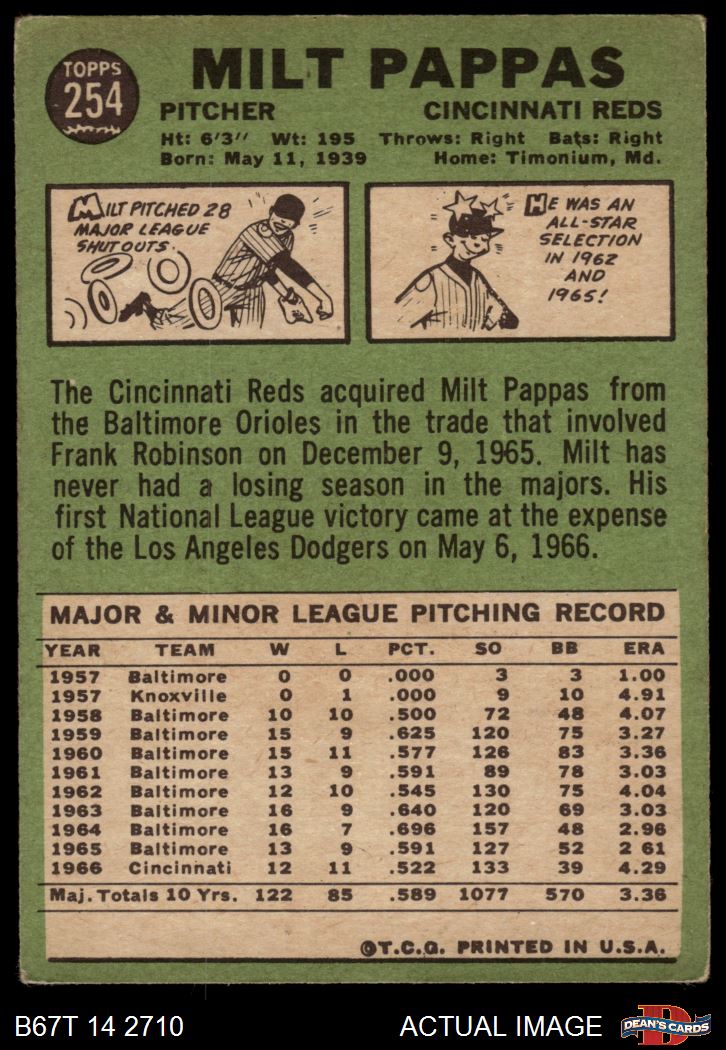 TOPPS
254
MILT PAPPAS
PITCHER CINCINNATI REDS
Ht: 6'3" Wt: 195 Throws: Right Bats: Right
Born: May 11, 1939 Home: Timonium, Md.
MILT PITCHED 28
MAJOR LEAGUE
SHUTOUTS.
HE WAS AN
ALL-STAR
SELECTION
IN 1962
AND
1965!
The Cincinnati Reds acquired Milt Pappas from
the Baltimore Orioles in the trade that involved
Frank Robinson on December 9, 1965. Milt has
never had a losing season in the majors. His
first National League victory came at the expense
of the Los Angeles Dodgers on May 6, 1966.
MAJOR & MINOR LEAGUE PITCHING RECORD
YEAR TEAM W L PCT. SO BB ERA
1957 Baltimore 0 0 .000 3 3 1.00
1957 Knoxville 0 1 .000 9 10 4.91
1958 Baltimore 10 10 .500 72 48 4.07
1959 Baltimore 15 9 .625 120 75 3.27
1960 Baltimore 15 11 .577 126 83 3.36
1961 Baltimore 13 9 .591 89 78 3.03
1962 Baltimore 12 10 .545 130 75 4.04
1963 Baltimore 16 9 .640 120 69 3.03
1964 Baltimore 16 7 .696 157 48 2.96
1965 Baltimore 13 9 .591 127 52 2 61
1966 Cincinnati 12 11 .522 133 39 4.29
Maj. Totals 10 Yrs. 122 85 .589 1077 570 3.36
©T.C.G. PRINTED IN U.S.A.
B67T 14 2710 ACTUAL IMAGE
DEAN'S CARDS